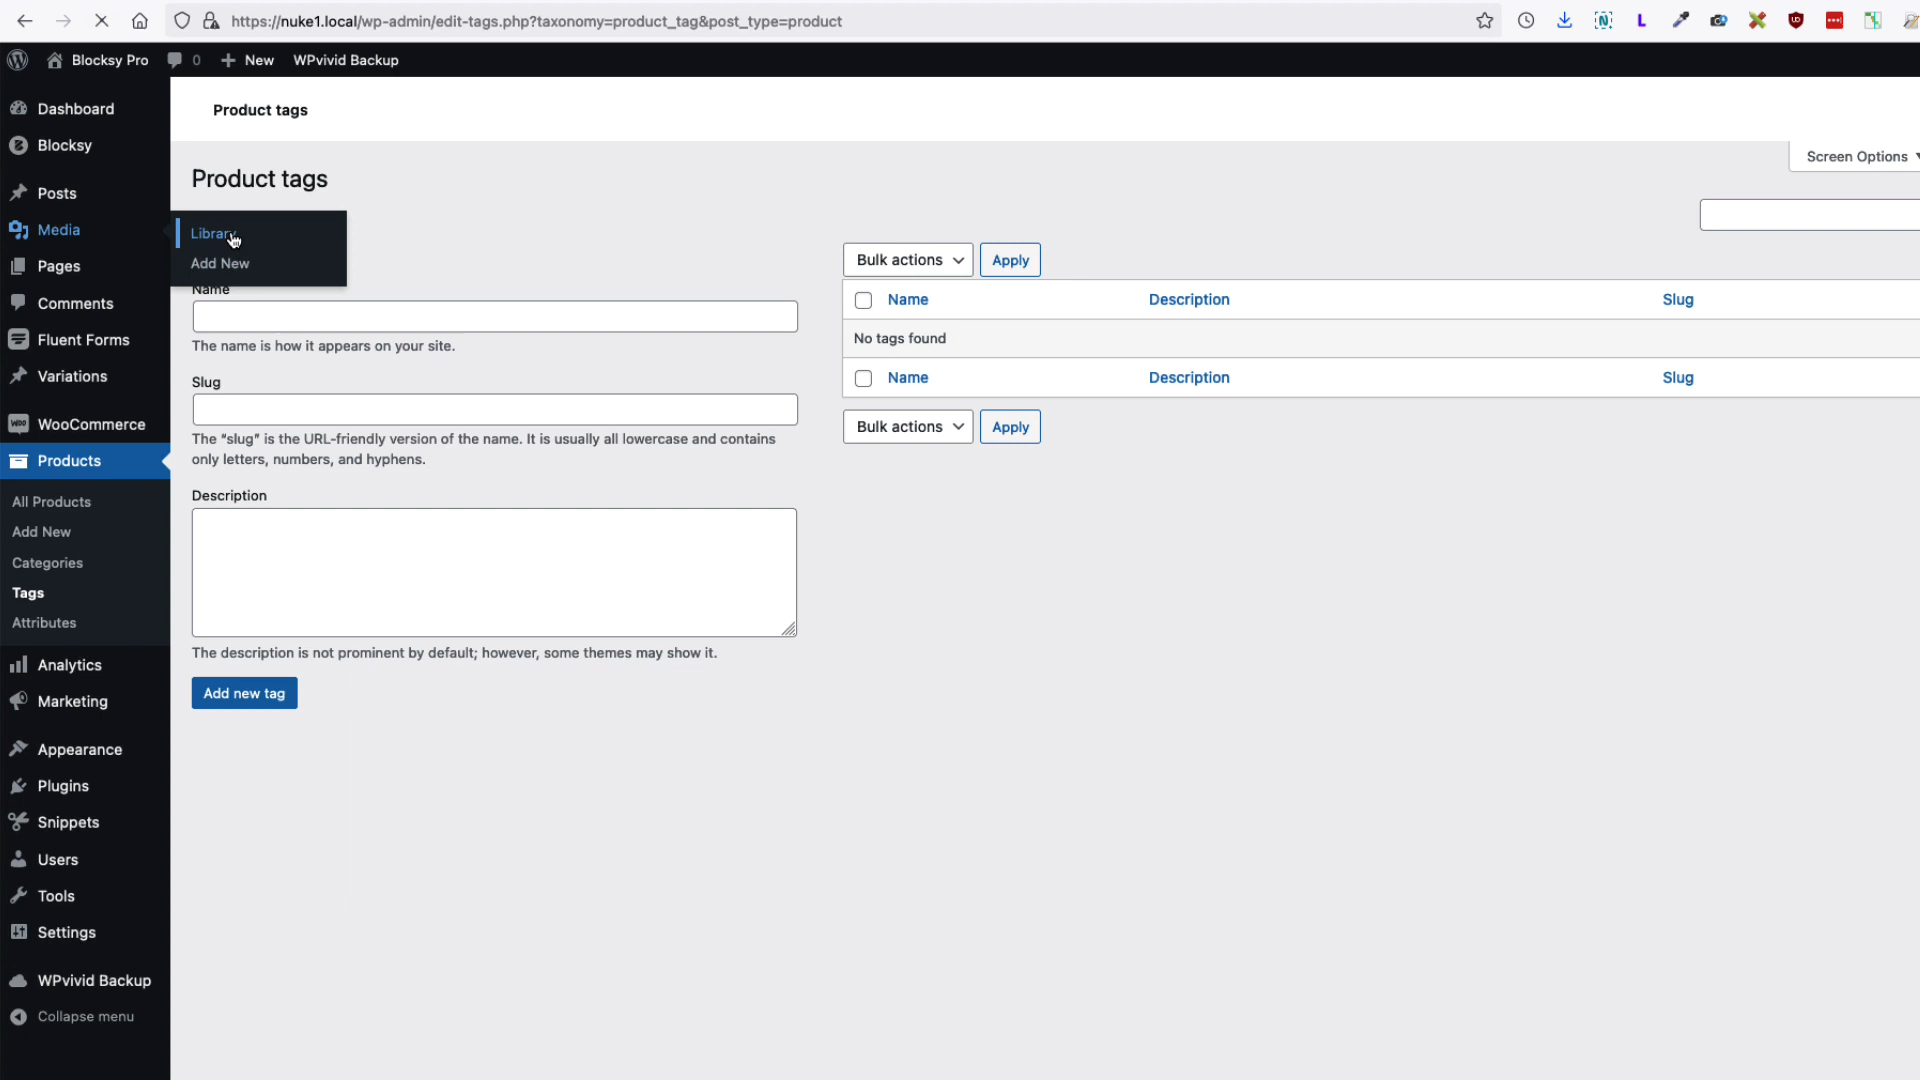 https://nuke1.local/wp-admin/edit-tags.php?taxonomy=product_tag&post_type=product
Blocksy Pro
0
New
WPvivid Backup
Dashboard
Blocksy
Posts
Media
Pages
Comments
Fluent Forms
Variations
WooCommerce
Products
All Products
Add New
Categories
Tags
Attributes
Analytics
Marketing
Appearance
Plugins
Snippets
Users
Tools
Settings
WPvivid Backup
Collapse menu
Library
Add New
Product tags
Screen Options
Product tags
Name
The name is how it appears on your site.
Slug
The “slug” is the URL-friendly version of the name. It is usually all lowercase and contains
only letters, numbers, and hyphens.
Description
The description is not prominent by default; however, some themes may show it.
Add new tag
Bulk actions
Apply
Name
Description
Slug
No tags found
Name
Description
Slug
Bulk actions
Apply